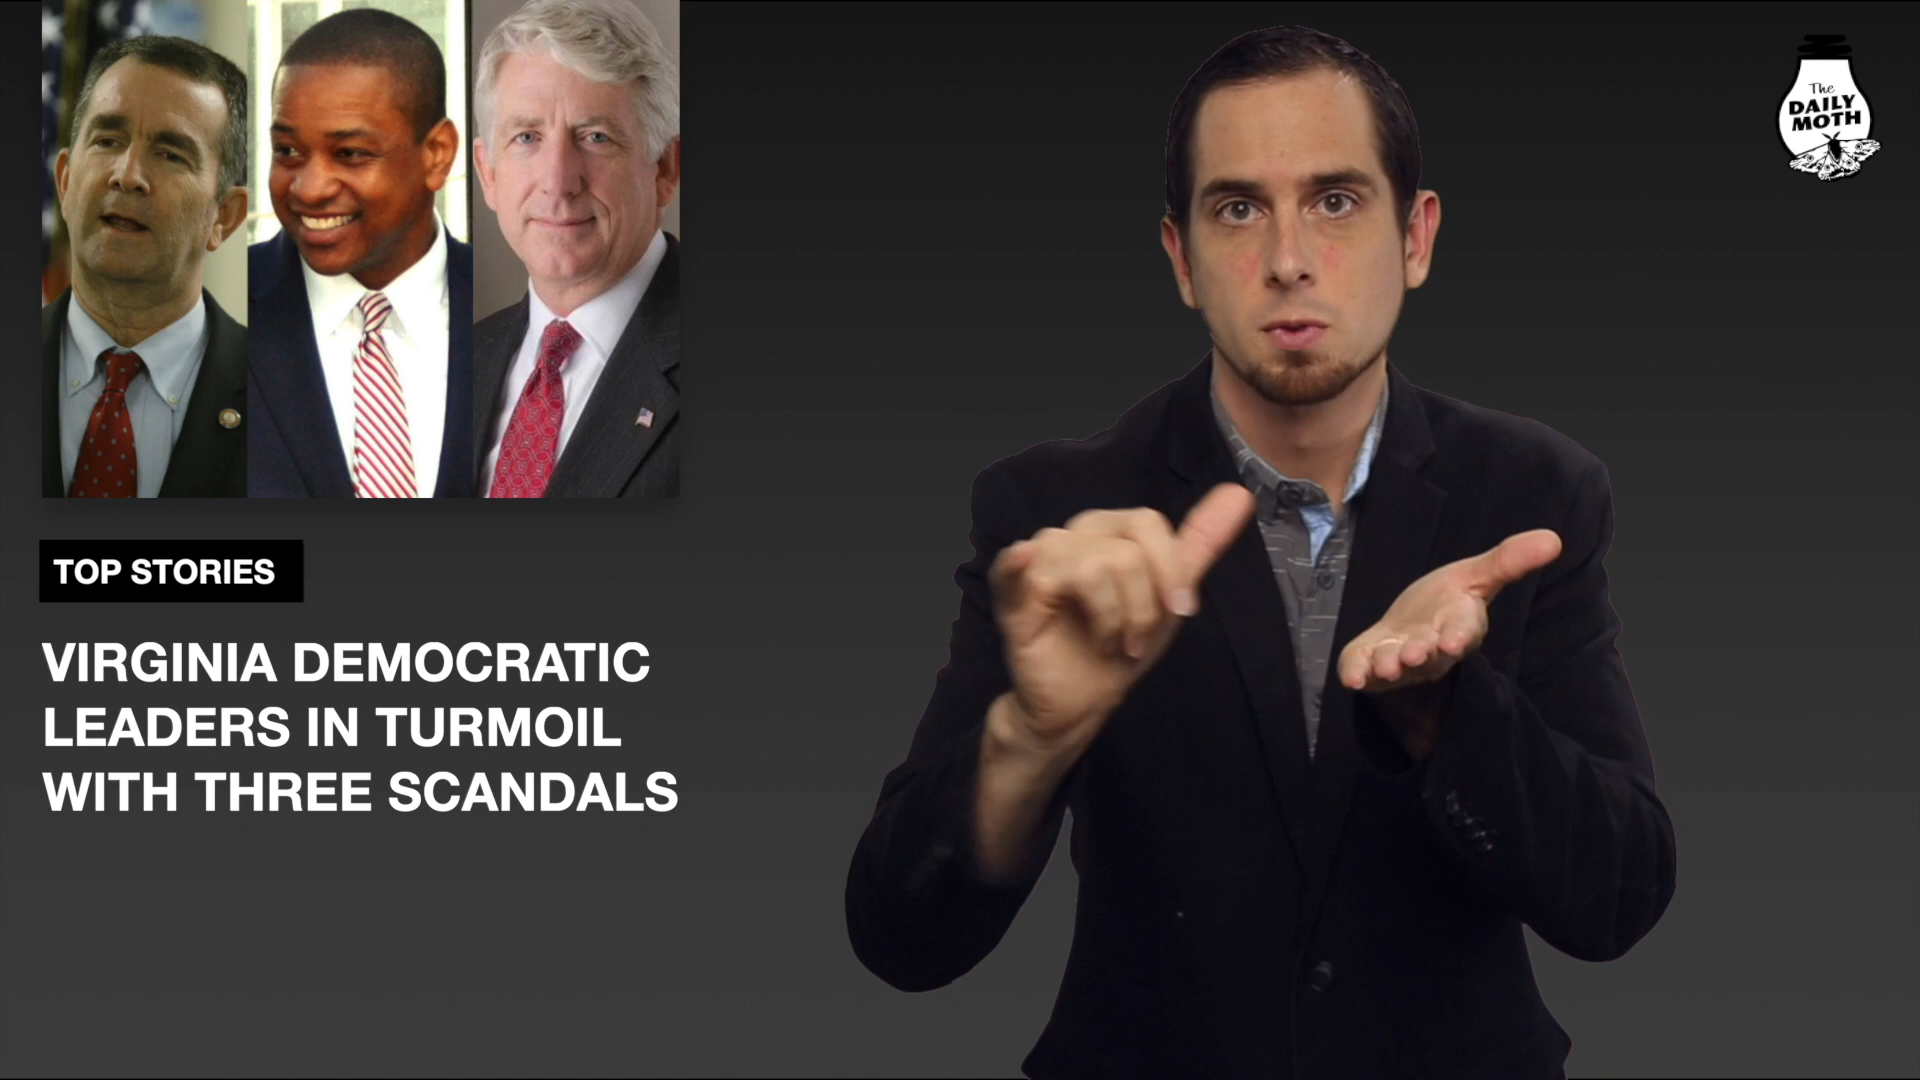 The
DAILY
MOTH
TOP STORIES
VIRGINIA DEMOCRATIC
LEADERS IN TURMOIL
WITH THREE SCANDALS